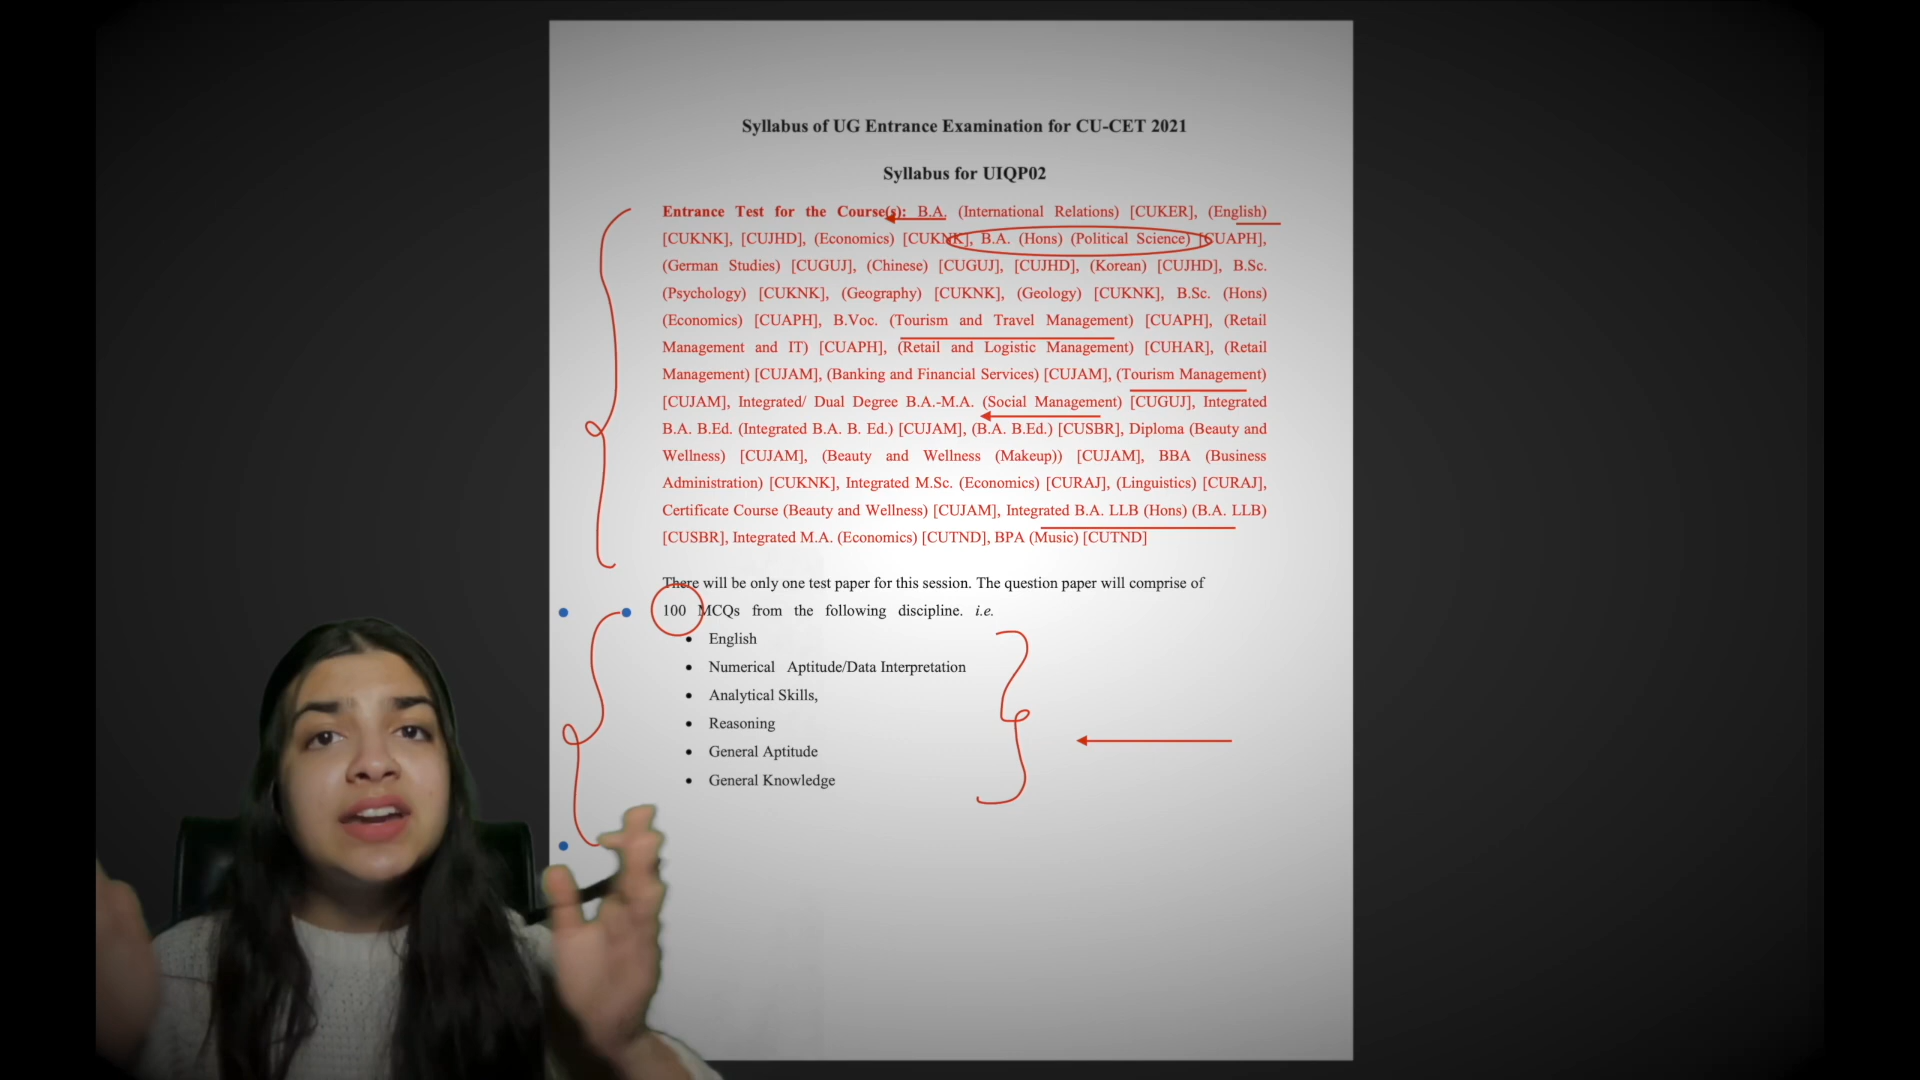 Syllabus of UG Entrance Examination for CU-CET 2021
Syllabus for UIQP02
Entrance Test for the Course(s): B.A. (International Relations) [CUKER], (English)
[CUKNK], [CUJHD], (Economics) [CUKNK], B.A. (Hons) (Political Science) [CUAPH],
(German Studies) [CUGUJ], (Chinese) [CUGUJ], [CUJHD], (Korean) [CUJHD], B.Sc.
(Psychology) [CUKNK], (Geography) [CUKNK], (Geology) [CUKNK], B.Sc. (Hons)
(Economics) [CUAPH], B.Voc. (Tourism and Travel Management) [CUAPH], (Retail
Management and IT) [CUAPH], (Retail and Logistic Management) [CUHAR], (Retail
Management) [CUJAM], (Banking and Financial Services) [CUJAM], (Tourism Management)
[CUJAM], Integrated/ Dual Degree B.A.-M.A. (Social Management) [CUGUJ], Integrated
B.A. B.Ed. (Integrated B.A. B. Ed.) [CUJAM], (B.A. B.Ed.) [CUSBR], Diploma (Beauty and
Wellness) [CUJAM], (Beauty and Wellness (Makeup)) [CUJAM], BBA (Business
Administration) [CUKNK], Integrated M.Sc. (Economics) [CURAJ], (Linguistics) [CURAJ],
Certificate Course (Beauty and Wellness) [CUJAM], Integrated B.A. LLB (Hons) (B.A. LLB)
[CUSBR], Integrated M.A. (Economics) [CUTND], BPA (Music) [CUTND]
There will be only one test paper for this session. The question paper will comprise of
100 MCQs from the following discipline. i.e.
• English
• Numerical Aptitude/Data Interpretation
• Analytical Skills,
• Reasoning
• General Aptitude
• General Knowledge